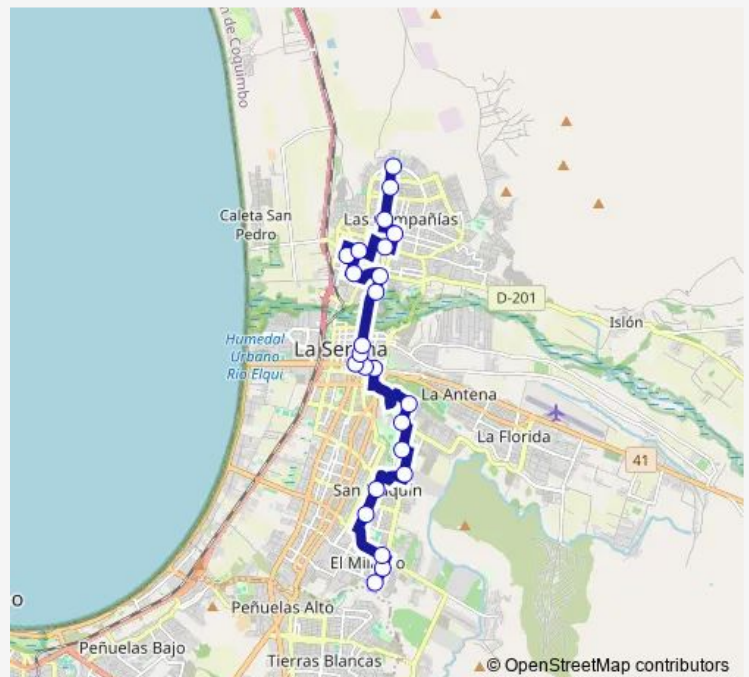 n de Coquimbo
Caleta San
Pedro
Las Compañías
D-201
Islón
Humedal
Urbano
Río Elqui
La Serena
La Antena
La Florida
41
San Joaquín
El Milagro
o
Peñuelas Alto
Peñuelas Bajo
Tierras Blancas
© OpenStreetMap contributors